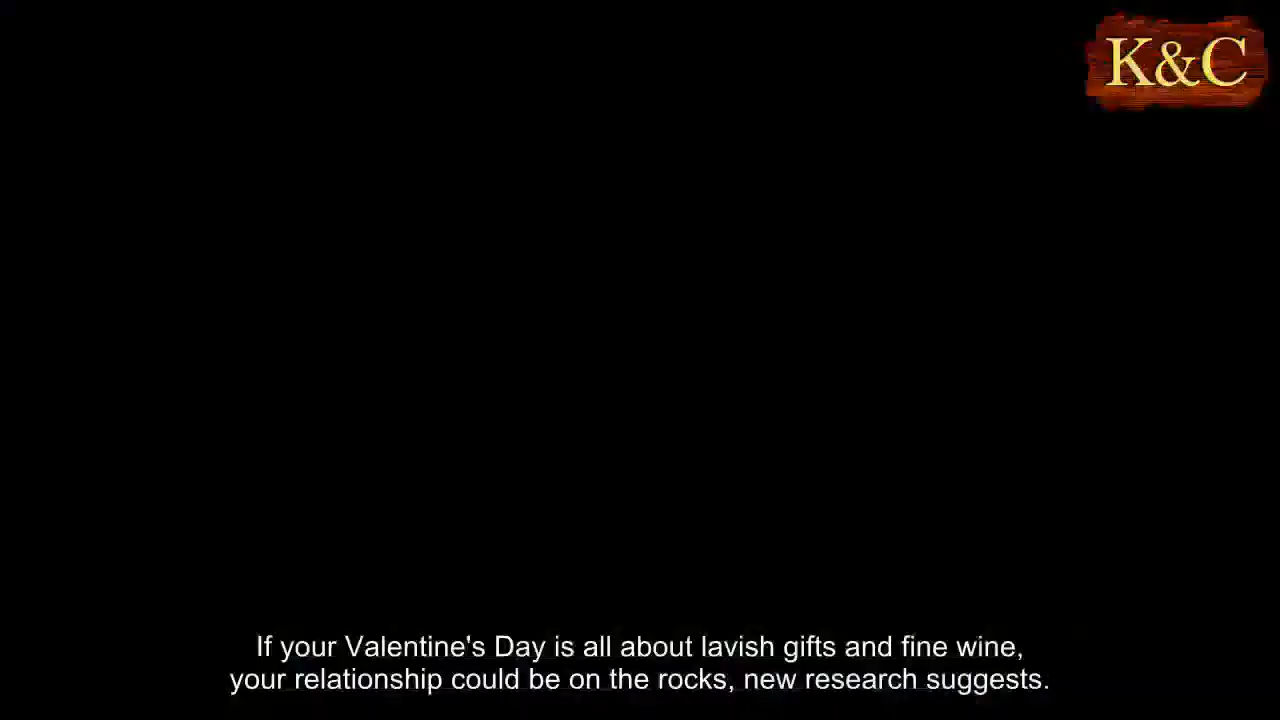 K&C
If your Valentine's Day is all about lavish gifts and fine wine,
your relationship could be on the rocks, new research suggests.